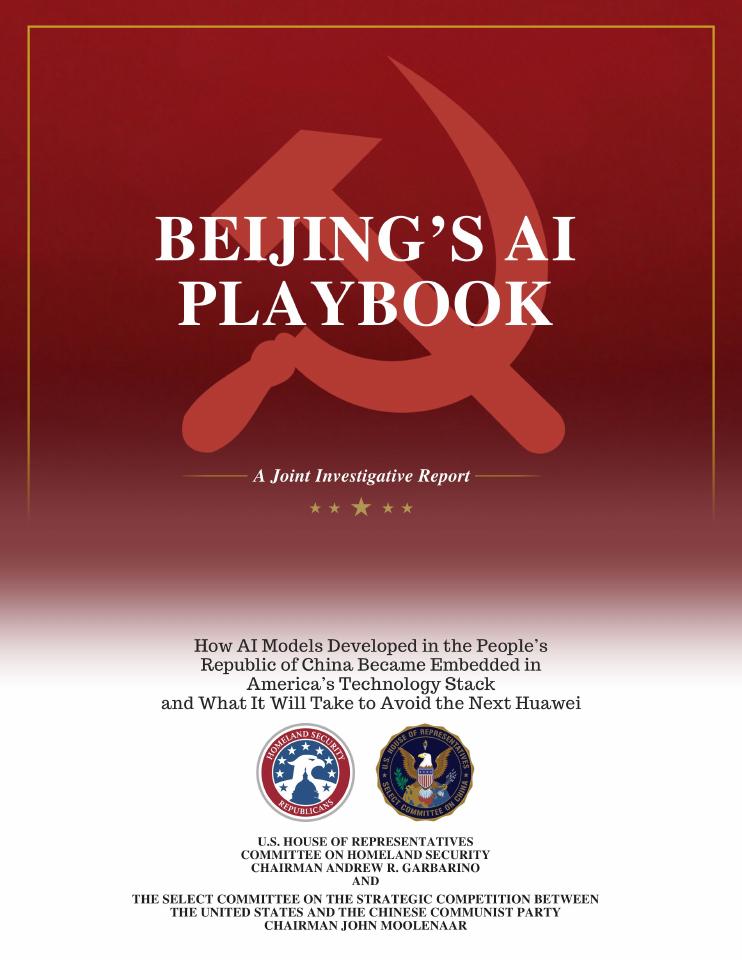 BEIJING'S AI
PLAYBOOK
A Joint Investigative Report
How AI Models Developed in the People's
Republic of China Became Embedded in
America's Technology Stack
and What It Will Take to Avoid the Next Huawei
HOMELAND SECURITY
REPUBLICANS
U.S. HOUSE OF REPRESENTATIVES
SELECT COMMITTEE ON CHINA
U.S. HOUSE OF REPRESENTATIVES
COMMITTEE ON HOMELAND SECURITY
CHAIRMAN ANDREW R. GARBARINO
AND
THE SELECT COMMITTEE ON THE STRATEGIC COMPETITION BETWEEN
THE UNITED STATES AND THE CHINESE COMMUNIST PARTY
CHAIRMAN JOHN MOOLENAAR